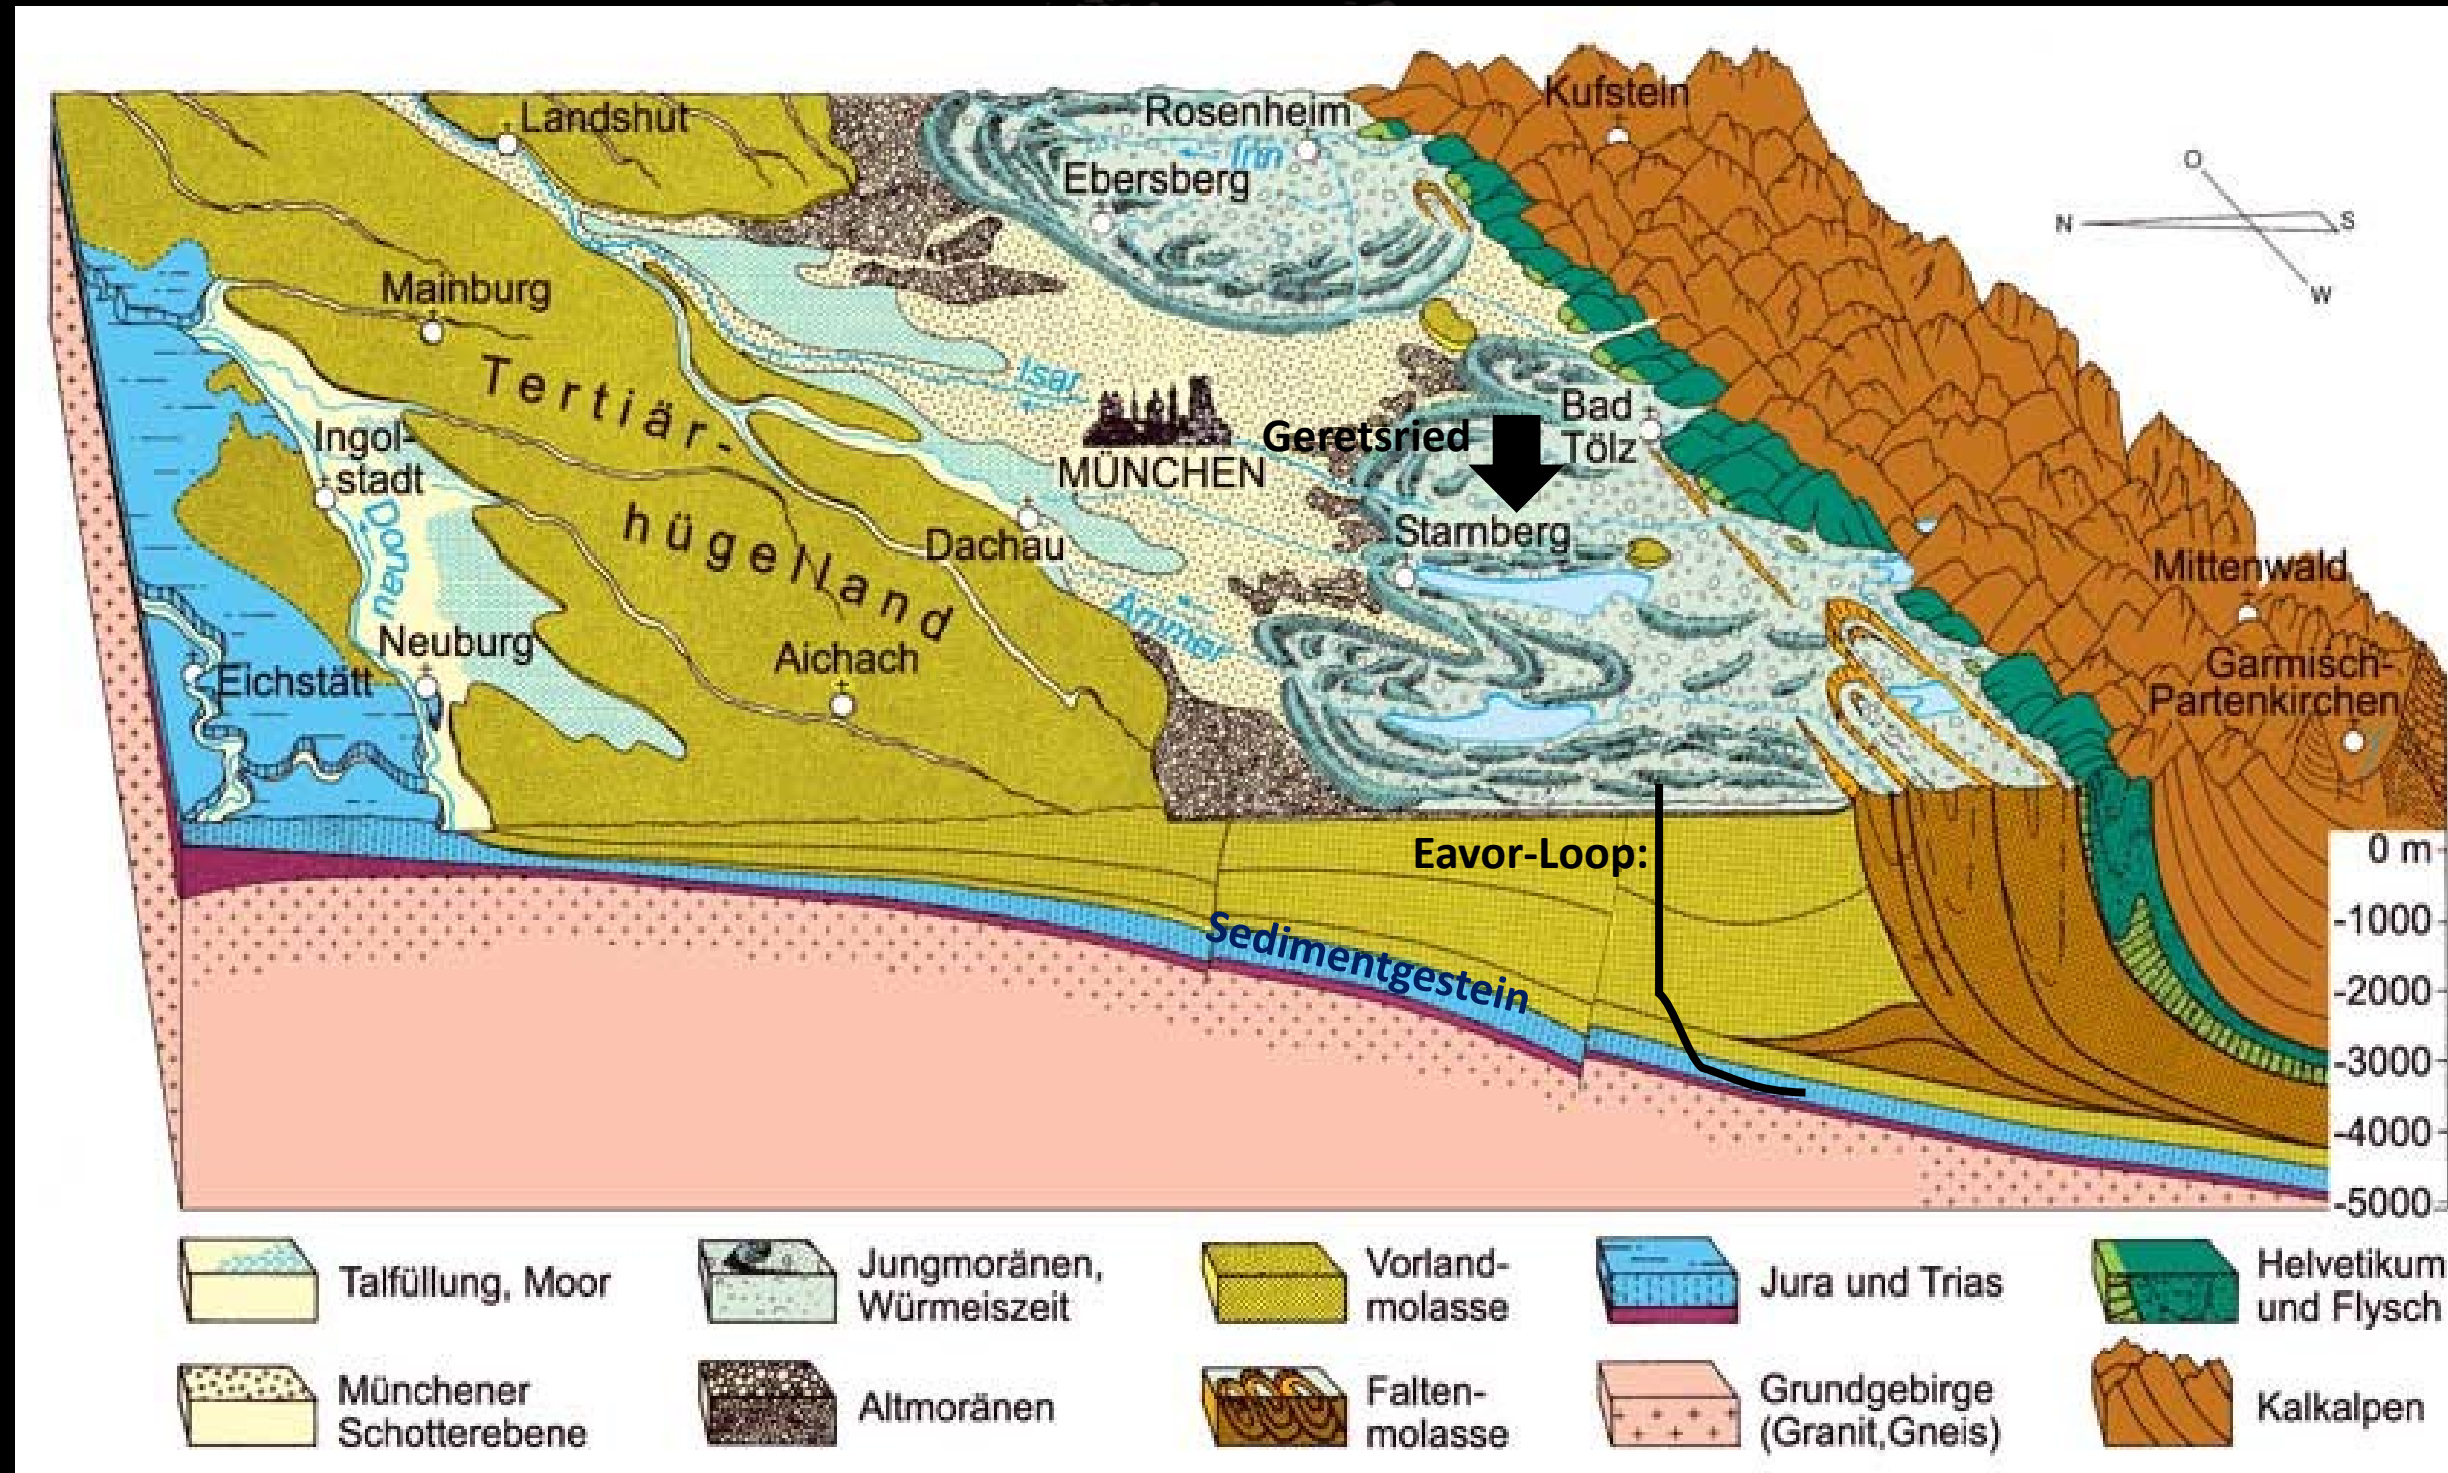 Landshut
Rosenheim
Kufstein
Inn
Ebersberg
O
N
S
W
Mainburg
Tertiär-
Isar
MÜNCHEN
Geretsried
Bad
Tölz
Ingol-
stadt
Donau
hügelland
Dachau
Starnberg
Ammer
Mittenwald
Neuburg
Aichach
Eichstätt
Garmisch-
Partenkirchen
Eavor-Loop:
Sedimentgestein
0 m
-1000
-2000
-3000
-4000
-5000
Talfüllung, Moor
Jungmoränen,
Würmeiszeit
Vorland-
molasse
Jura und Trias
Helvetikum
und Flysch
Münchener
Schotterebene
Altmoränen
Falten-
molasse
Grundgebirge
(Granit,Gneis)
Kalkalpen